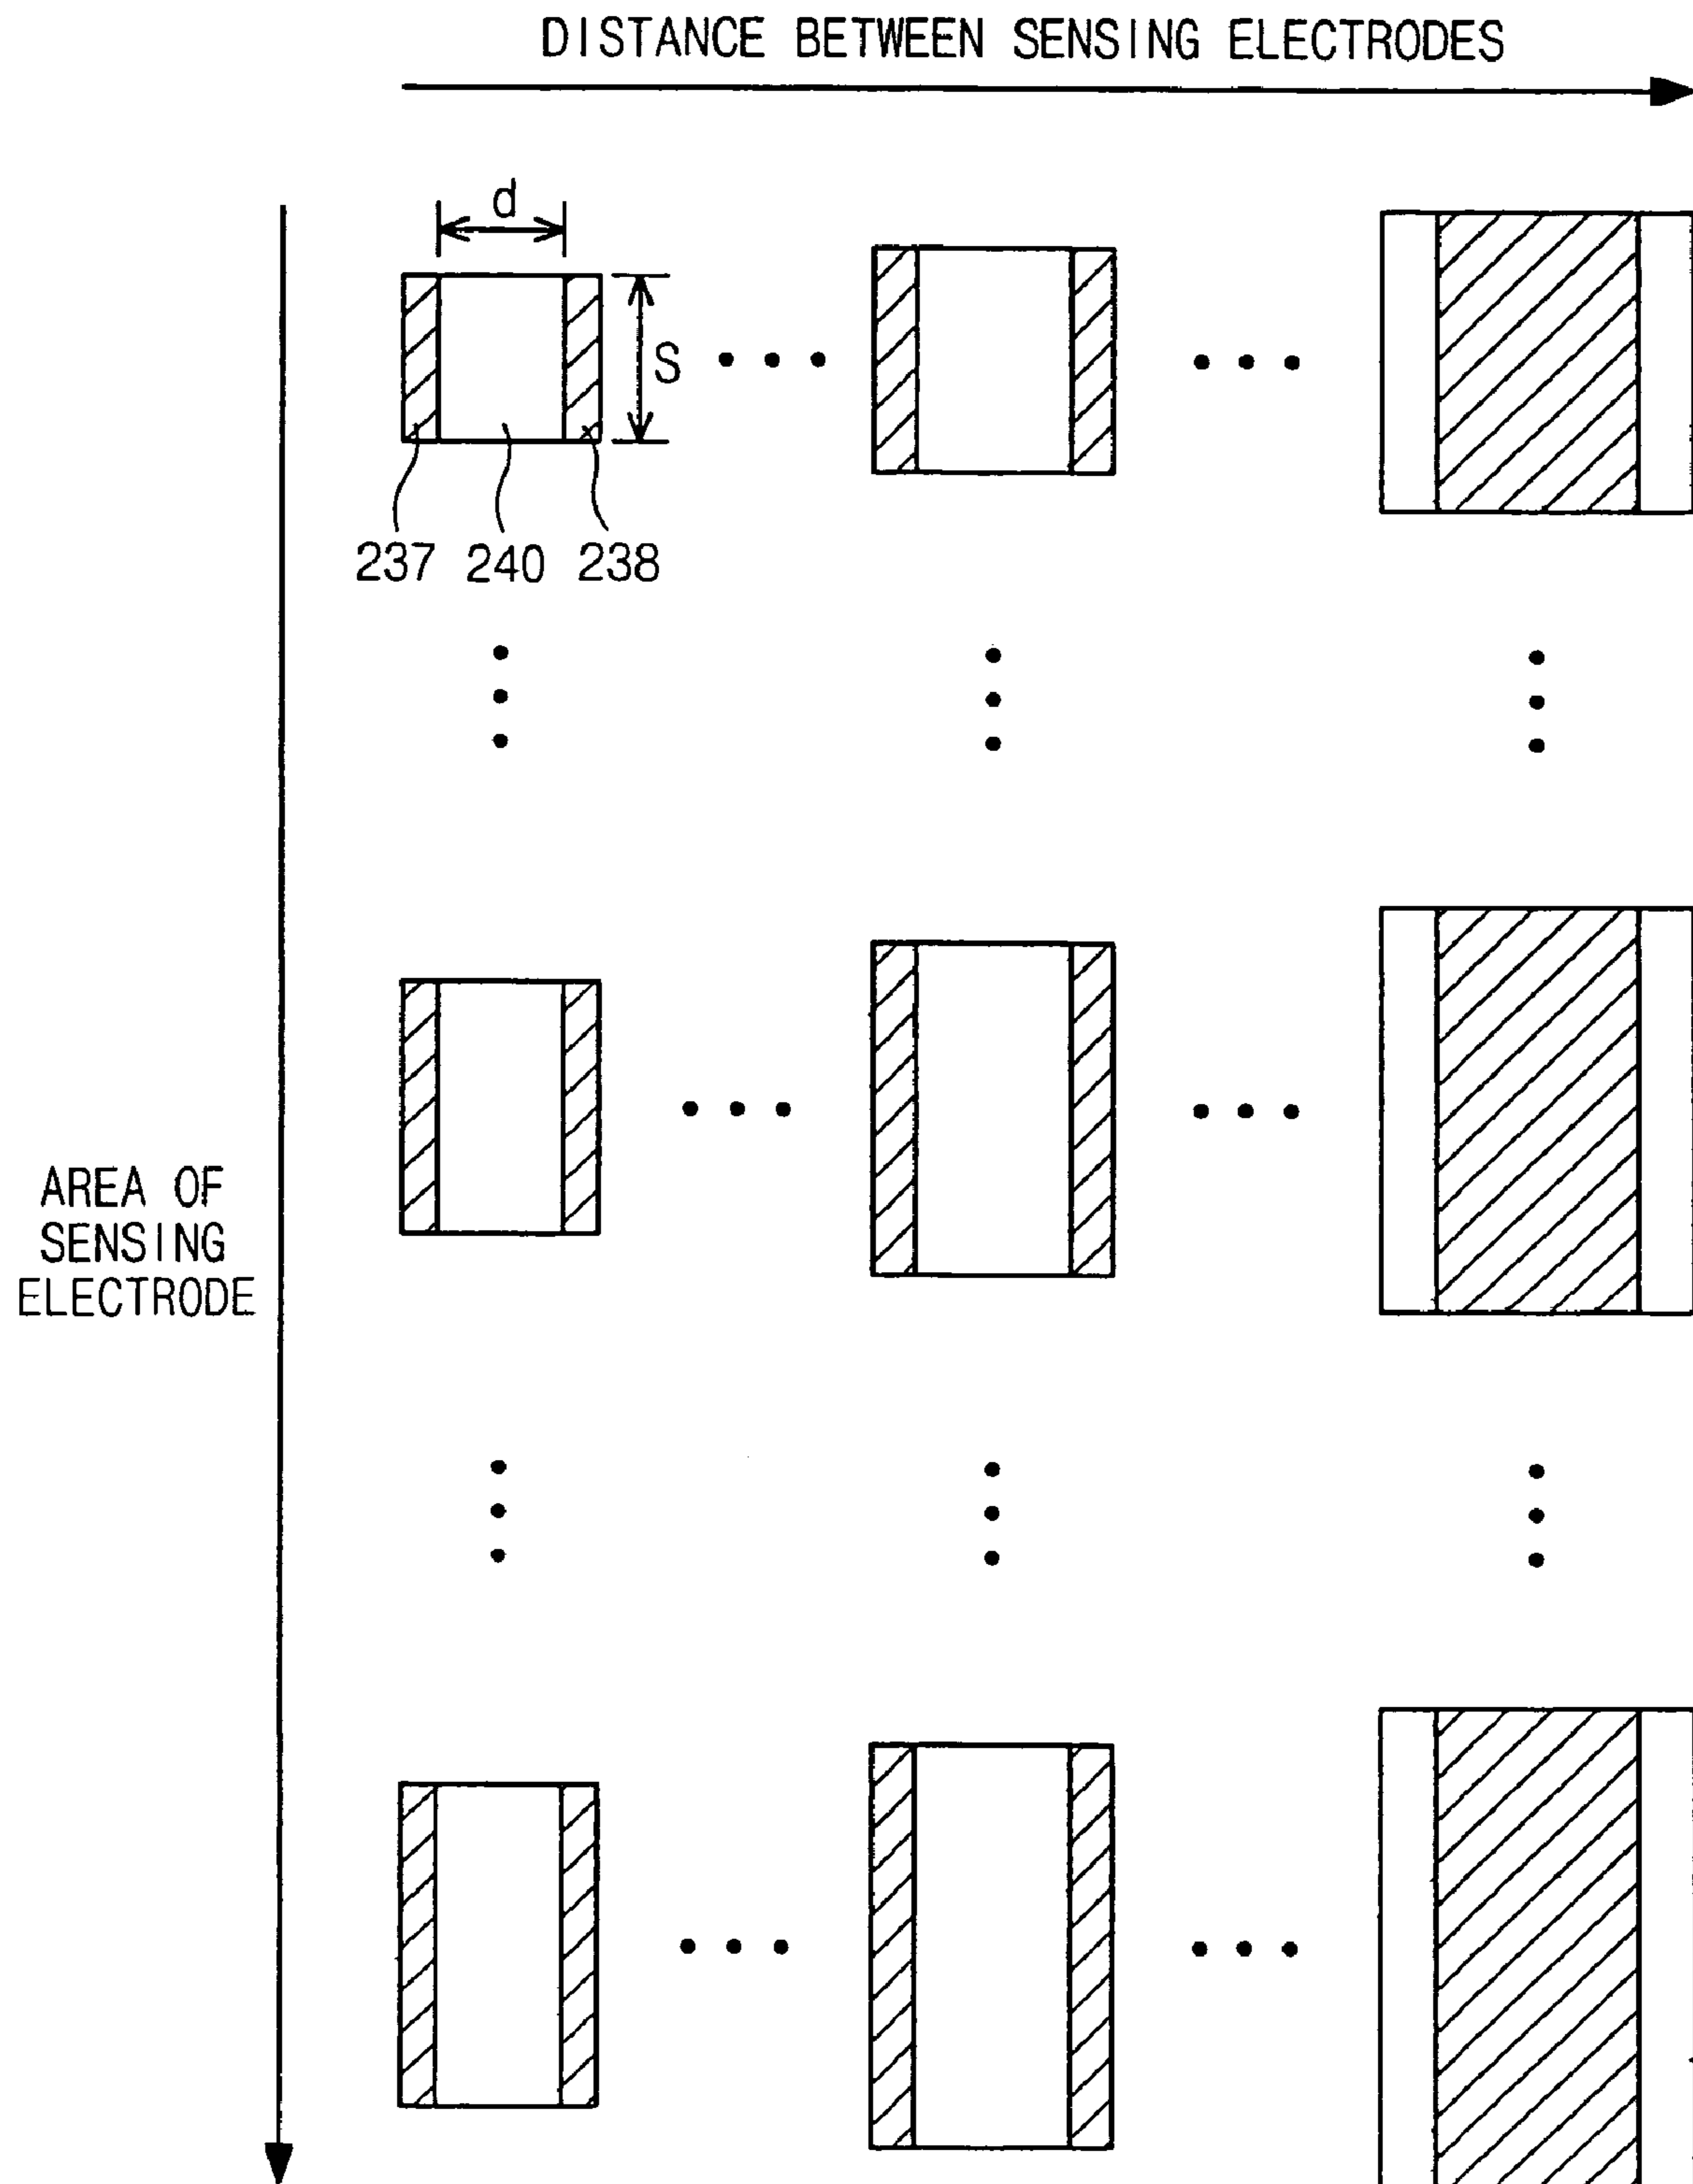 DISTANCE BETWEEN SENSING ELECTRODES
d
S
237 240 238
AREA OF
SENSING
ELECTRODE